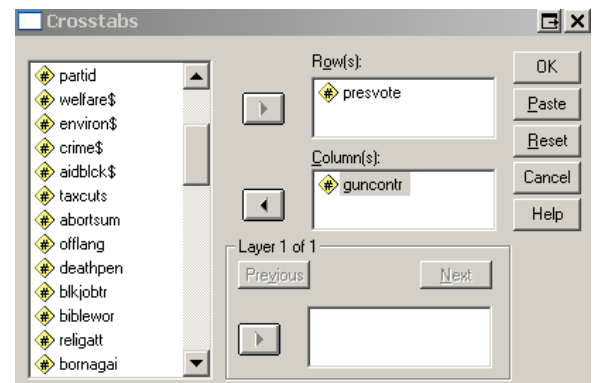 Crosstabs
partid
welfare$
environ$
crime$
aidblck$
taxcuts
abortsum
offlang
deathpen
blkjobtr
biblewor
religatt
bornagai
Row(s):
presvote
Column(s):
guncontr
Layer 1 of 1
Previous
Next
OK
Paste
Reset
Cancel
Help